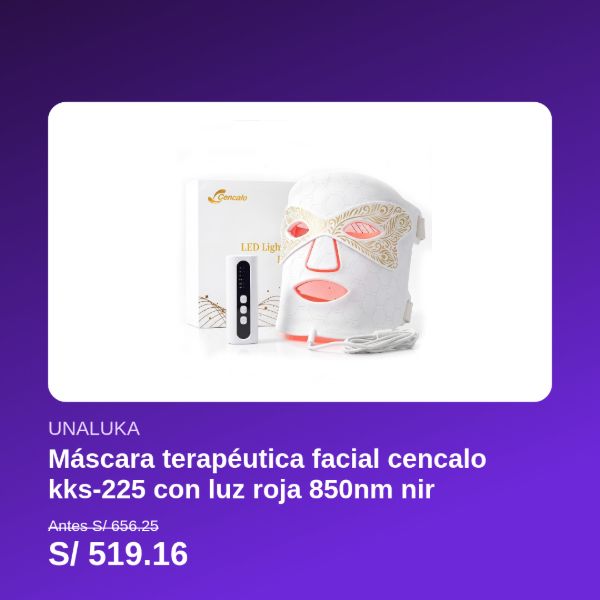 Cencalo
LED Ligh
UNALUKA
Máscara terapéutica facial cencalo
kks-225 con luz roja 850nm nir
Antes S/ 656.25
S/ 519.16